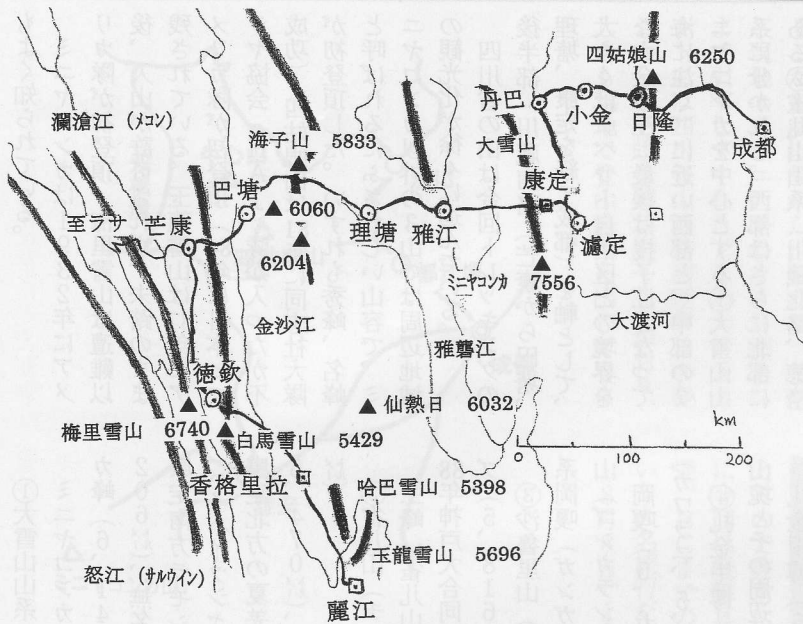 瀾滄江（メコン）
海子山 5833
四姑娘山 6250
丹巴
小金
日隆
成都
大雪山
康定
巴塘
至ラサ 芒康
6060
理塘
雅江
濾定
6204
ミニヤコンカ
7556
金沙江
大渡河
雅礱江
徳欽
仙熱日 6032
km
0 100 200
梅里雪山 6740
白馬雪山 5429
香格里拉
哈巴雪山 5398
玉龍雪山 5696
怒江（サルウイン）
麗江